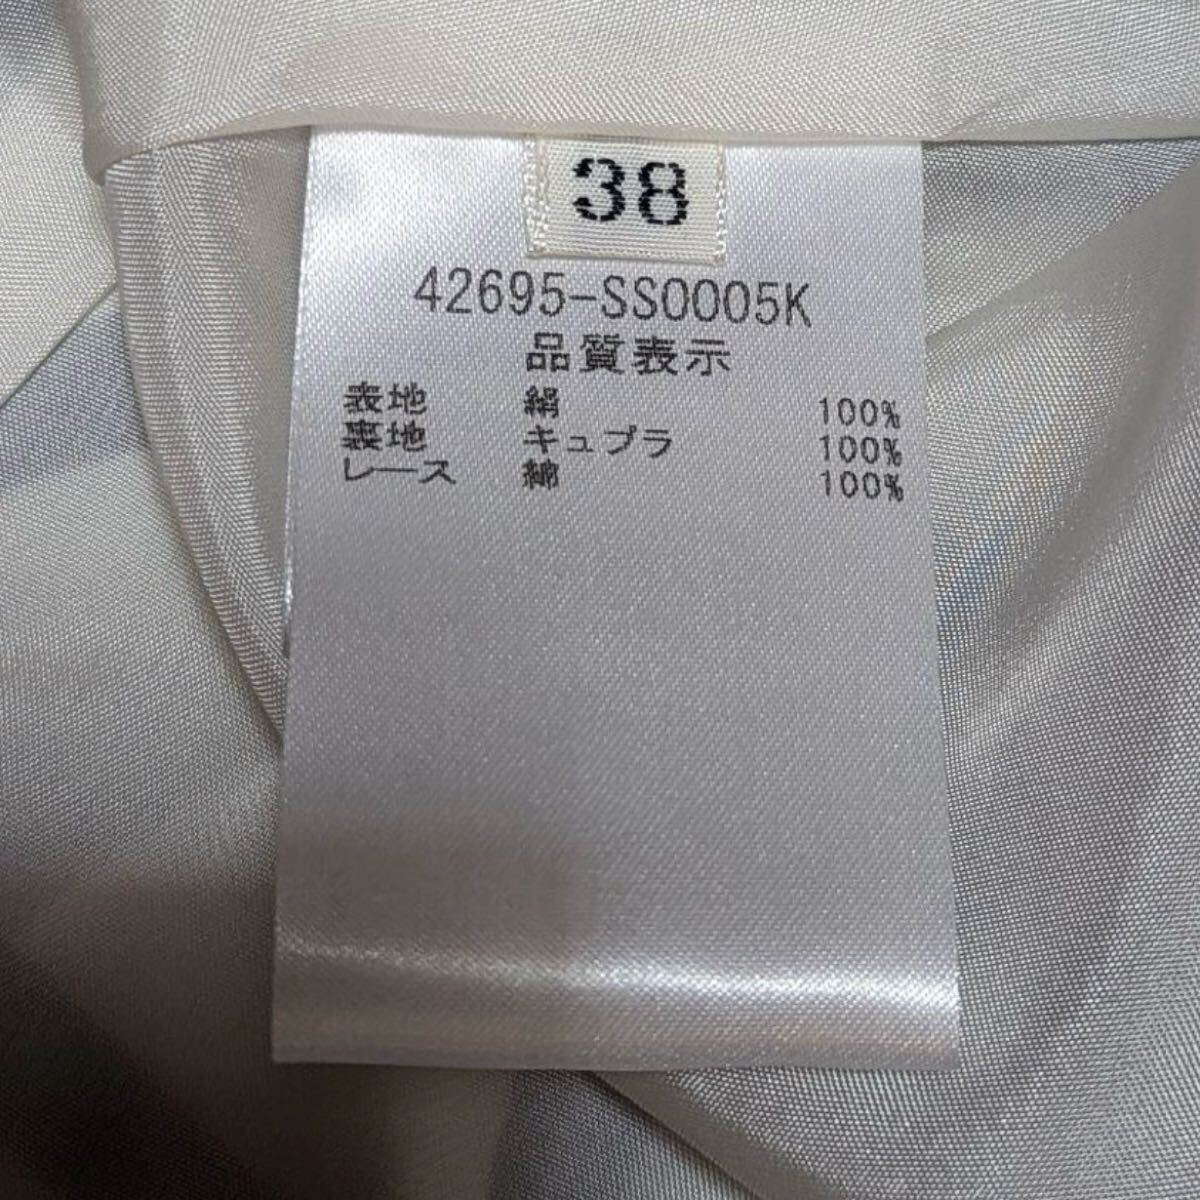 38
42695-SS0005K
品質表示
表地 絹 100%
裏地 キュプラ 100%
レース 綿 100%